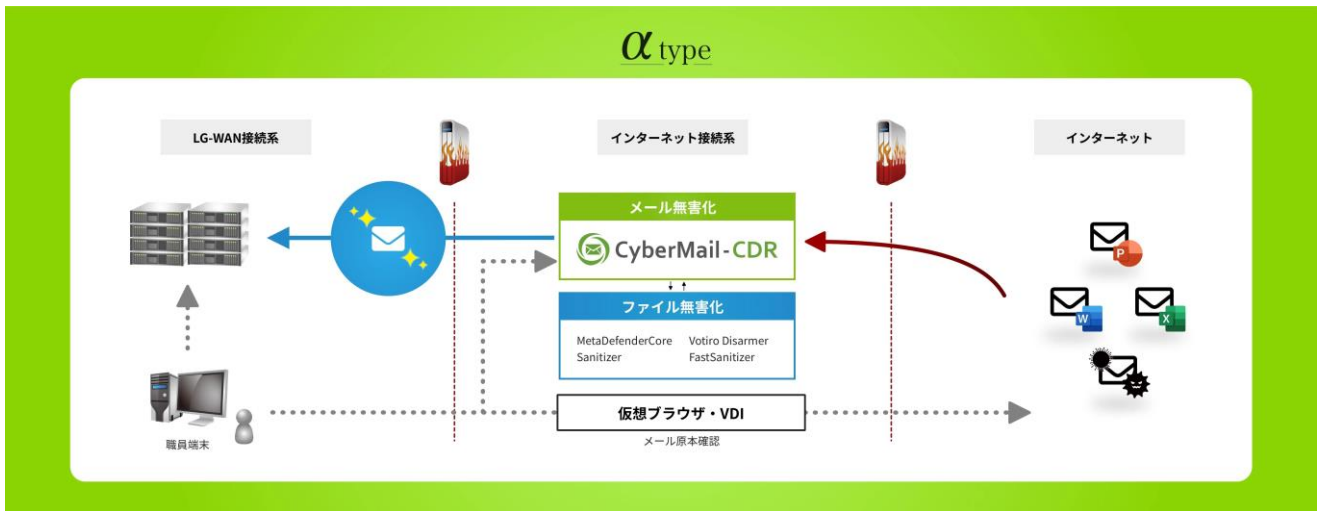 α type
LG-WAN接続系
インターネット接続系
インターネット
メール無害化
CyberMail-CDR
ファイル無害化
MetaDefenderCore Votiro Disarmer
Sanitizer FastSanitizer
P
W
X
仮想ブラウザ・VDI
メール原本確認
職員端末